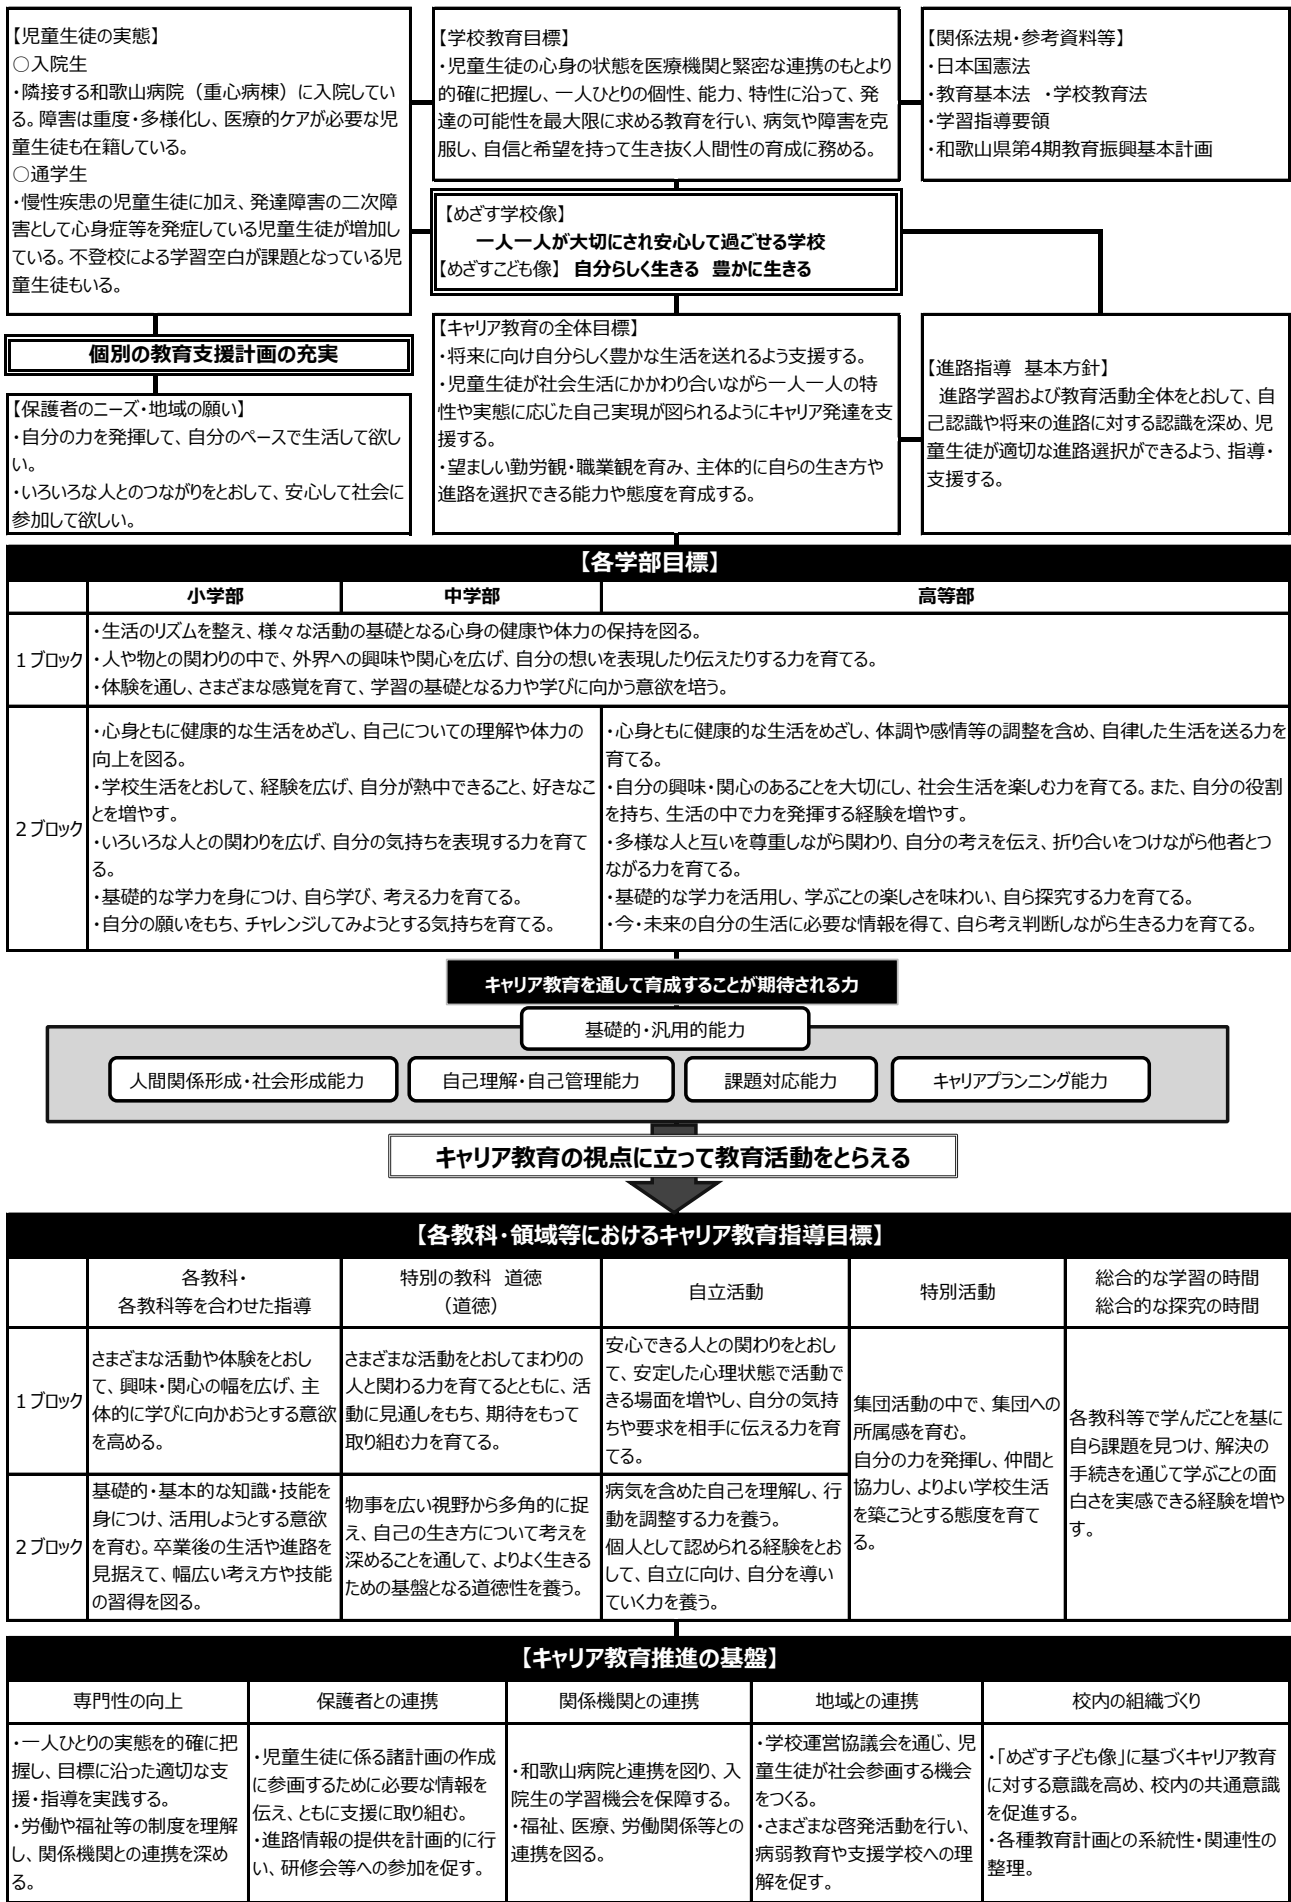 【児童生徒の実態】
○入院生
・隣接する和歌山病院（重心病棟）に入院してい
る。障害は重度・多様化し、医療的ケアが必要な児
童生徒も在籍している。
○通学生
・慢性疾患の児童生徒に加え、発達障害の二次障
害として心身症等を発症している児童生徒が増加し
ている。不登校による学習空白が課題となっている児
童生徒もいる。
【学校教育目標】
・児童生徒の心身の状態を医療機関と緊密な連携のもとより
的確に把握し、一人ひとりの個性、能力、特性に沿って、発
達の可能性を最大限に求める教育を行い、病気や障害を克
服し、自信と希望を持って生き抜く人間性の育成に務める。
【関係法規・参考資料等】
・日本国憲法
・教育基本法　・学校教育法
・学習指導要領
・和歌山県第4期教育振興基本計画
【めざす学校像】
一人一人が大切にされ安心して過ごせる学校
【めざすこども像】 自分らしく生きる　豊かに生きる
個別の教育支援計画の充実
【保護者のニーズ・地域の願い】
・自分の力を発揮して、自分のペースで生活して欲し
い。
・いろいろな人とのつながりをとおして、安心して社会に
参加して欲しい。
【キャリア教育の全体目標】
・将来に向け自分らしく豊かな生活を送れるよう支援する。
・児童生徒が社会生活にかかわり合いながら一人一人の特
性や実態に応じた自己実現が図られるようにキャリア発達を支
援する。
・望ましい勤労観・職業観を育み、主体的に自らの生き方や
進路を選択できる能力や態度を育成する。
【進路指導　基本方針】
進路学習および教育活動全体をとおして、自
己認識や将来の進路に対する認識を深め、児
童生徒が適切な進路選択ができるよう、指導・
支援する。
【各学部目標】
小学部
中学部
高等部
１ブロック
・生活のリズムを整え、様々な活動の基礎となる心身の健康や体力の保持を図る。
・人や物との関わりの中で、外界への興味や関心を広げ、自分の想いを表現したり伝えたりする力を育てる。
・体験を通し、さまざまな感覚を育て、学習の基礎となる力や学びに向かう意欲を培う。
２ブロック
・心身ともに健康的な生活をめざし、自己についての理解や体力の
向上を図る。
・学校生活をとおして、経験を広げ、自分が熱中できること、好きなこ
とを増やす。
・いろいろな人との関わりを広げ、自分の気持ちを表現する力を育て
る。
・基礎的な学力を身につけ、自ら学び、考える力を育てる。
・自分の願いをもち、チャレンジしてみようとする気持ちを育てる。
・心身ともに健康的な生活をめざし、体調や感情等の調整を含め、自律した生活を送る力を
育てる。
・自分の興味・関心のあることを大切にし、社会生活を楽しむ力を育てる。また、自分の役割
を持ち、生活の中で力を発揮する経験を増やす。
・多様な人と互いを尊重しながら関わり、自分の考えを伝え、折り合いをつけながら他者とつ
ながる力を育てる。
・基礎的な学力を活用し、学ぶことの楽しさを味わい、自ら探究する力を育てる。
・今・未来の自分の生活に必要な情報を得て、自ら考え判断しながら生きる力を育てる。
キャリア教育を通して育成することが期待される力
基礎的・汎用的能力
人間関係形成・社会形成能力
自己理解・自己管理能力
課題対応能力
キャリアプランニング能力
キャリア教育の視点に立って教育活動をとらえる
【各教科・領域等におけるキャリア教育指導目標】
各教科・
各教科等を合わせた指導
特別の教科　道徳
（道徳）
自立活動
特別活動
総合的な学習の時間
総合的な探究の時間
１ブロック
さまざまな活動や体験をとおし
て、興味・関心の幅を広げ、主
体的に学びに向かおうとする意欲
を高める。
さまざまな活動をとおしてまわりの
人と関わる力を育てるとともに、活
動に見通しをもち、期待をもって
取り組む力を育てる。
安心できる人との関わりをとおし
て、安定した心理状態で活動で
きる場面を増やし、自分の気持
ちや要求を相手に伝える力を育
てる。
集団活動の中で、集団への
所属感を育む。
自分の力を発揮し、仲間と
協力し、よりよい学校生活
を築こうとする態度を育て
る。
各教科等で学んだことを基に
自ら課題を見つけ、解決の
手続きを通じて学ぶことの面
白さを実感できる経験を増や
す。
２ブロック
基礎的・基本的な知識・技能を
身につけ、活用しようとする意欲
を育む。卒業後の生活や進路を
見据えて、幅広い考え方や技能
の習得を図る。
物事を広い視野から多角的に捉
え、自己の生き方について考えを
深めることを通して、よりよく生きる
ための基盤となる道徳性を養う。
病気を含めた自己を理解し、行
動を調整する力を養う。
個人として認められる経験をとお
して、自立に向け、自分を導い
ていく力を養う。
【キャリア教育推進の基盤】
専門性の向上
保護者との連携
関係機関との連携
地域との連携
校内の組織づくり
・一人ひとりの実態を的確に把
握し、目標に沿った適切な支
援・指導を実践する。
・労働や福祉等の制度を理解
し、関係機関との連携を深め
る。
・児童生徒に係る諸計画の作成
に参画するために必要な情報を
伝え、ともに支援に取り組む。
・進路情報の提供を計画的に行
い、研修会等への参加を促す。
・和歌山病院と連携を図り、入
院生の学習機会を保障する。
・福祉、医療、労働関係等との
連携を図る。
・学校運営協議会を通じ、児
童生徒が社会参画する機会
をつくる。
・さまざまな啓発活動を行い、
病弱教育や支援学校への理
解を促す。
・「めざす子ども像」に基づくキャリア教育
に対する意識を高め、校内の共通意識
を促進する。
・各種教育計画との系統性・関連性の
整理。